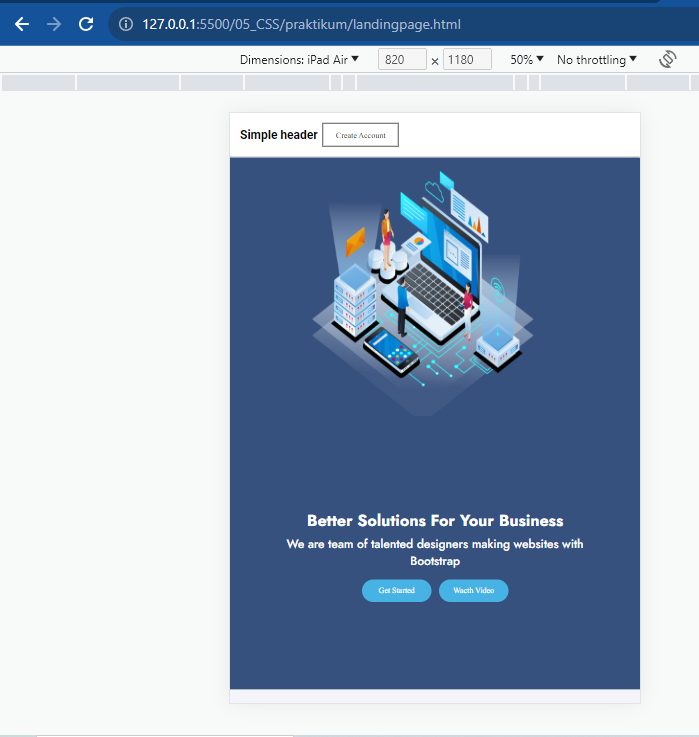 127.0.0.1:5500/05_CSS/praktikum/landingpage.html
Dimensions: iPad Air ▼ 820 × 1180 50% ▼ No throttling ▼
Simple header Create Account
Better Solutions For Your Business
We are team of talented designers making websites with
Bootstrap
Get Started Wacth Video